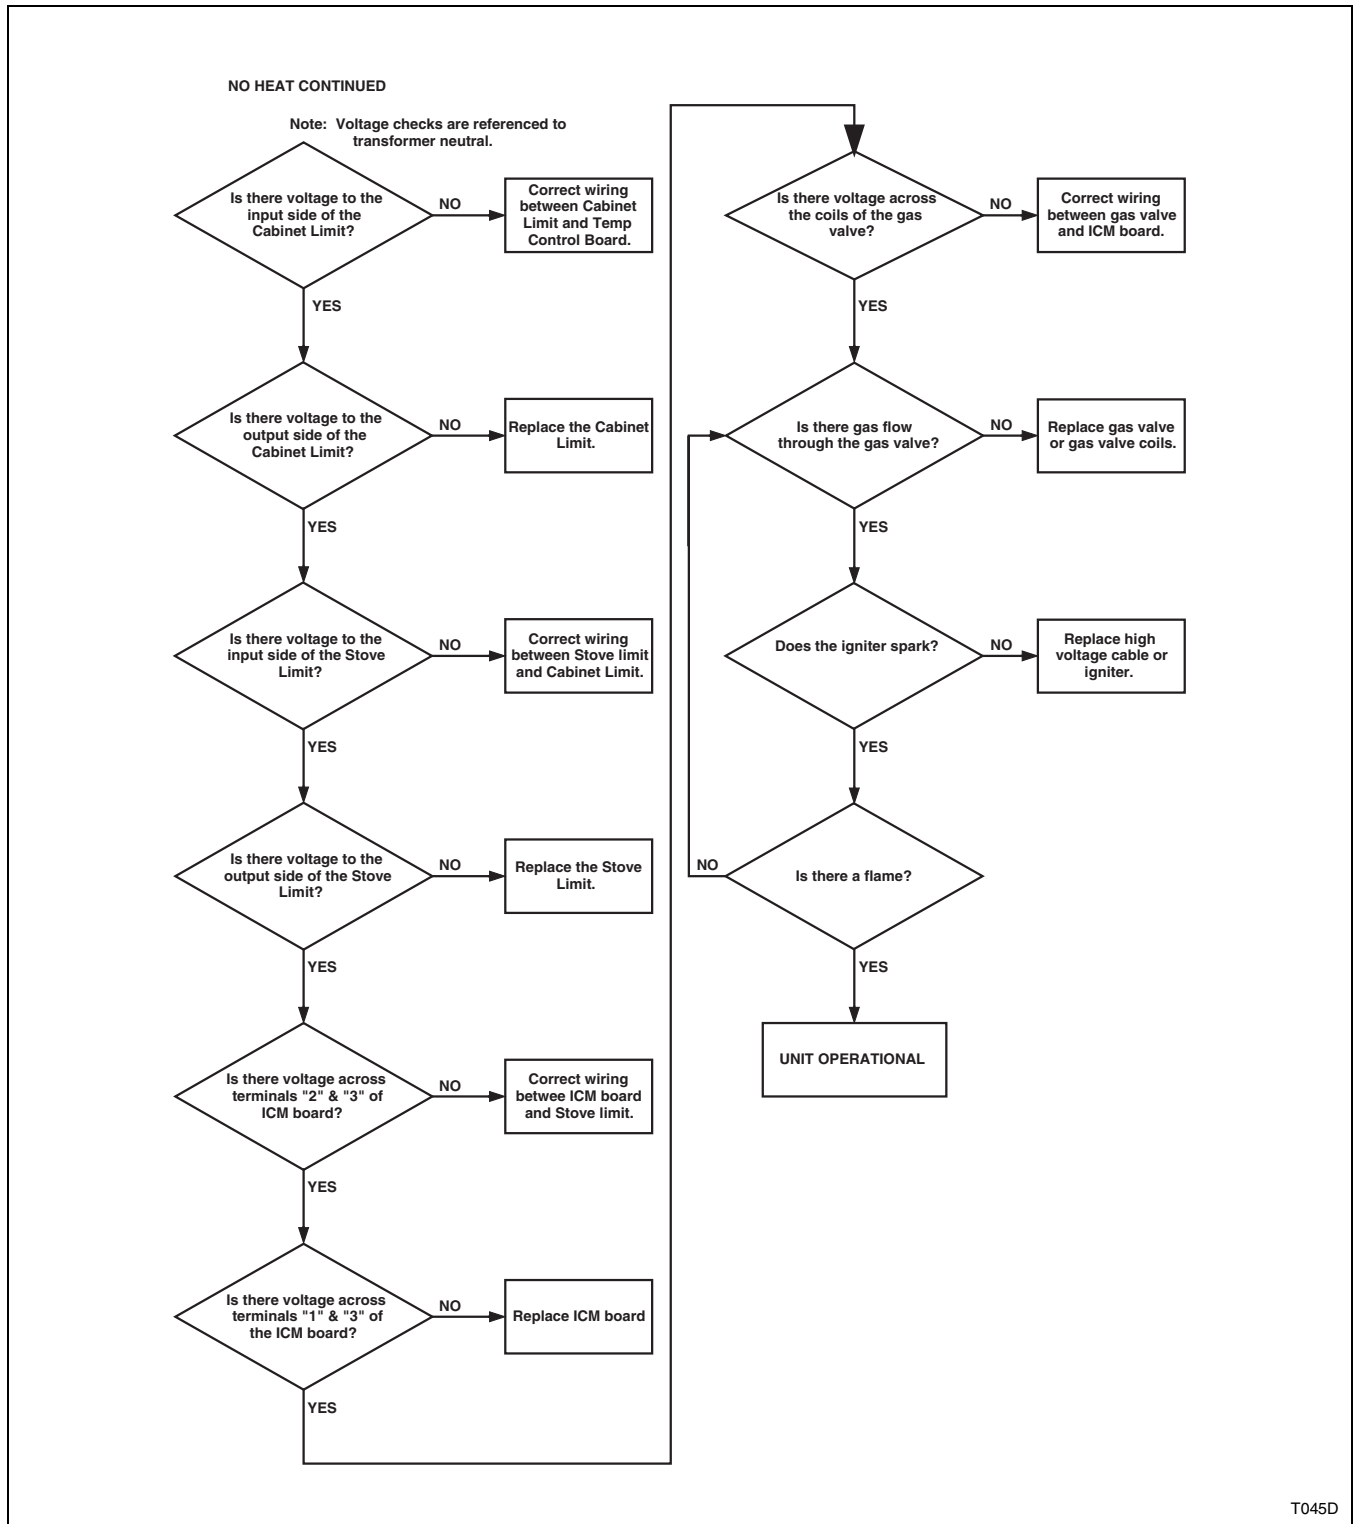 NO HEAT CONTINUED
Note: Voltage checks are referenced to
transformer neutral.
Is there voltage to the
input side of the
Cabinet Limit?
NO
Correct wiring
between Cabinet
Limit and Temp
Control Board.
YES
Is there voltage to the
output side of the
Cabinet Limit?
NO
Replace the Cabinet
Limit.
YES
Is there voltage to the
input side of the Stove
Limit?
NO
Correct wiring
between Stove limit
and Cabinet Limit.
YES
Is there voltage to the
output side of the Stove
Limit?
NO
Replace the Stove
Limit.
YES
Is there voltage across
terminals "2" & "3" of
ICM board?
NO
Correct wiring
betwee ICM board
and Stove limit.
YES
Is there voltage across
terminals "1" & "3" of
the ICM board?
NO
Replace ICM board
YES
Is there voltage across
the coils of the gas
valve?
NO
Correct wiring
between gas valve
and ICM board.
YES
Is there gas flow
through the gas valve?
NO
Replace gas valve
or gas valve coils.
YES
Does the igniter spark?
NO
Replace high
voltage cable or
igniter.
YES
Is there a flame?
NO
YES
UNIT OPERATIONAL
T045D